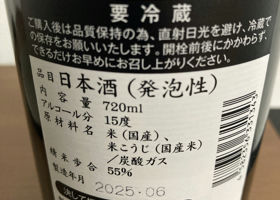 要冷蔵
ご購入後は品質保持の為、直射日光を避け、冷蔵で
の保存をお願いします。開栓前後にかかわらず、
できるだけお早めにお召し上がりください。
品目 日本酒(発泡性)
内容量 720ml
アルコール分 15度
原材料名 米(国産)、
米こうじ(国産米)
/炭酸ガス
精米歩合 55%
製造年月 2025.06